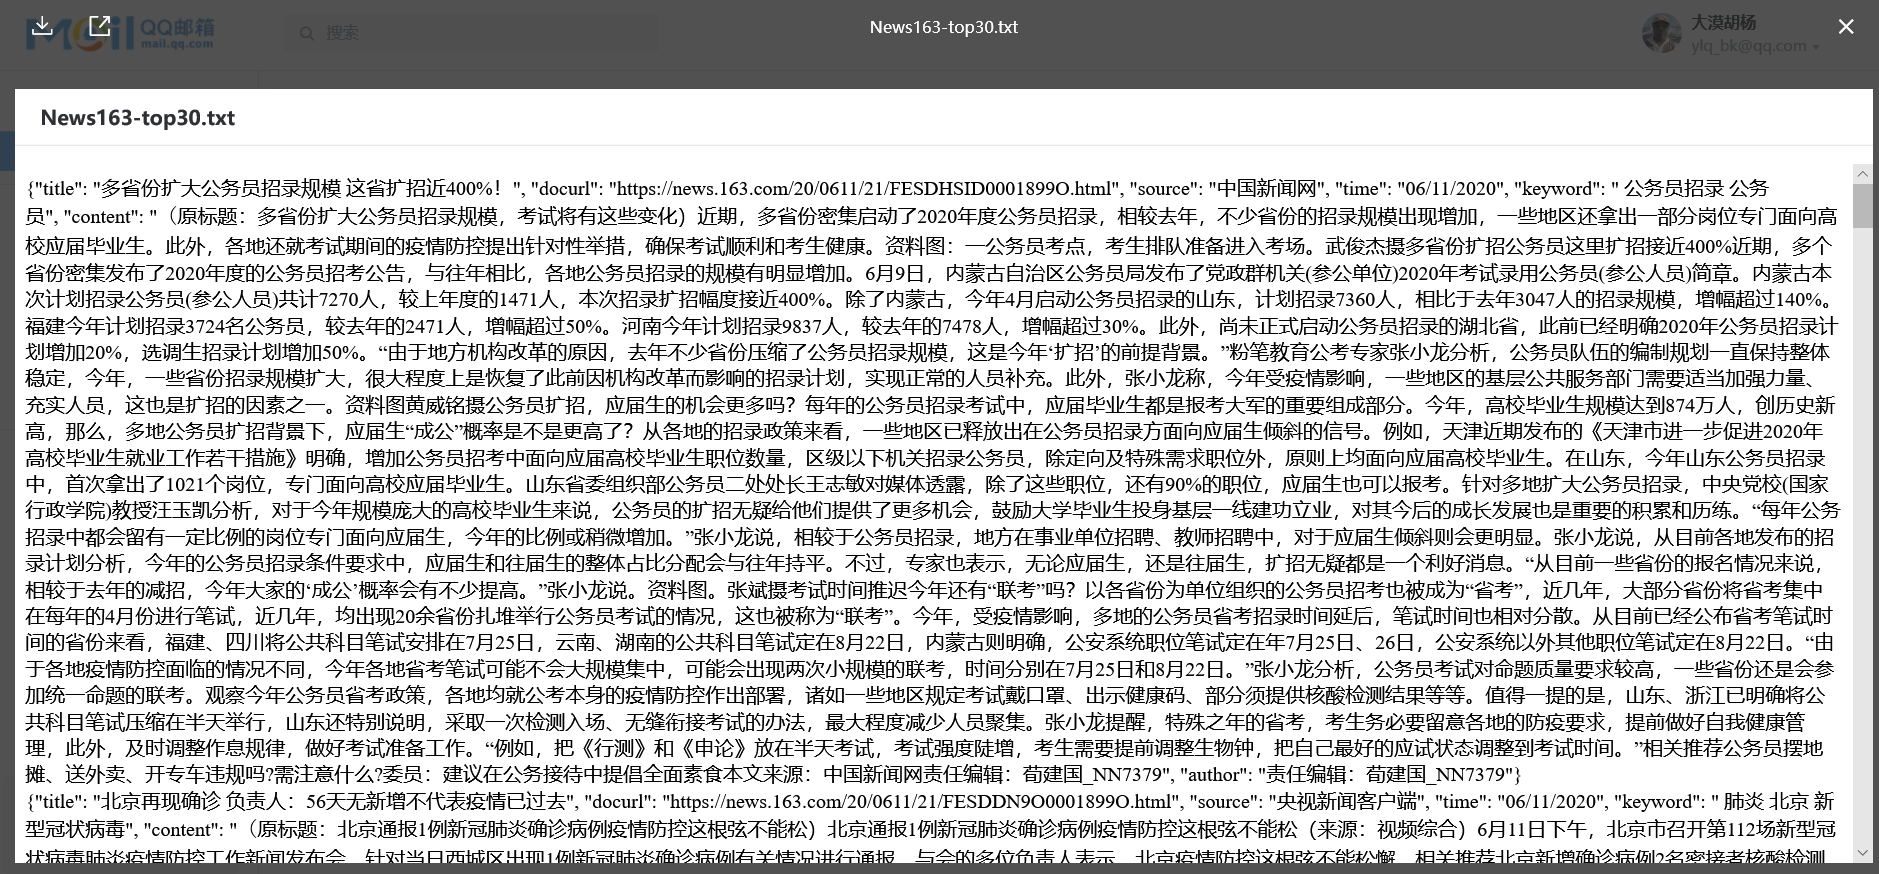 Mail QQ邮箱
mail.qq.com
搜索
News163-top30.txt
大漠胡杨
ylq_bk@qq.com
News163-top30.txt
{"title": "多省份扩大公务员招录规模 这省扩招近400%！", "docurl": "https://news.163.com/20/0611/21/FESDHSID0001899O.html", "source": "中国新闻网", "time": "06/11/2020", "keyword": " 公务员招录 公务
员", "content": "（原标题：多省份扩大公务员招录规模，考试将有这些变化）近期，多省份密集启动了2020年度公务员招录，相较去年，不少省份的招录规模出现增加，一些地区还拿出一部分岗位专门面向高
校应届毕业生。此外，各地还就考试期间的疫情防控提出针对性举措，确保考试顺利和考生健康。资料图：一公务员考点，考生排队准备进入考场。武俊杰摄多省份扩招公务员这里扩招接近400%近期，多个
省份密集发布了2020年度的公务员招考公告，与往年相比，各地公务员招录的规模有明显增加。6月9日，内蒙古自治区公务员局发布了党政群机关(参公单位)2020年考试录用公务员(参公人员)简章。内蒙古本
次计划招录公务员(参公人员)共计7270人，较上年度的1471人，本次招录扩招幅度接近400%。除了内蒙古，今年4月启动公务员招录的山东，计划招录7360人，相比于去年3047人的招录规模，增幅超过140%。
福建今年计划招录3724名公务员，较去年的2471人，增幅超过50%。河南今年计划招录9837人，较去年的7478人，增幅超过30%。此外，尚未正式启动公务员招录的湖北省，此前已经明确2020年公务员招录计
划增加20%，选调生招录计划增加50%。“由于地方机构改革的原因，去年不少省份压缩了公务员招录规模，这是今年‘扩招’的前提背景。”粉笔教育公考专家张小龙分析，公务员队伍的编制规划一直保持整体
稳定，今年，一些省份招录规模扩大，很大程度上是恢复了此前因机构改革而影响的招录计划，实现正常的人员补充。此外，张小龙称，今年受疫情影响，一些地区的基层公共服务部门需要适当加强力量、
充实人员，这也是扩招的因素之一。资料图黄威铭摄公务员扩招，应届生的机会更多吗？每年的公务员招录考试中，应届毕业生都是报考大军的重要组成部分。今年，高校毕业生规模达到874万人，创历史新
高，那么，多地公务员扩招背景下，应届生“成公”概率是不是更高了？从各地的招录政策来看，一些地区已释放出在公务员招录方面向应届生倾斜的信号。例如，天津近期发布的《天津市进一步促进2020年
高校毕业生就业工作若干措施》明确，增加公务员招考中面向应届高校毕业生职位数量，区级以下机关招录公务员，除定向及特殊需求职位外，原则上均面向应届高校毕业生。在山东，今年山东公务员招录
中，首次拿出了1021个岗位，专门面向高校应届毕业生。山东省委组织部公务员二处处长王志敏对媒体透露，除了这些职位，还有90%的职位，应届生也可以报考。针对多地扩大公务员招录，中央党校(国家
行政学院)教授汪玉凯分析，对于今年规模庞大的高校毕业生来说，公务员的扩招无疑给他们提供了更多机会，鼓励大学毕业生投身基层一线建功立业，对其今后的成长发展也是重要的积累和历练。“每年公务
招录中都会留有一定比例的岗位专门面向应届生，今年的比例或稍微增加。”张小龙说，相较于公务员招录，地方在事业单位招聘、教师招聘中，对于应届生倾斜则会更明显。张小龙说，从目前各地发布的招
录计划分析，今年的公务员招录条件要求中，应届生和往届生的整体占比分配会与往年持平。不过，专家也表示，无论应届生，还是往届生，扩招无疑都是一个利好消息。“从目前一些省份的报名情况来说，
相较于去年的减招，今年大家的‘成公’概率会有不少提高。”张小龙说。资料图。张斌摄考试时间推迟今年还有“联考”吗？以各省份为单位组织的公务员招考也被成为“省考”，近几年，大部分省份将省考集中
在每年的4月份进行笔试，近几年，均出现20余省份扎堆举行公务员考试的情况，这也被称为“联考”。今年，受疫情影响，多地的公务员省考招录时间延后，笔试时间也相对分散。从目前已经公布省考笔试时
间的省份来看，福建、四川将公共科目笔试安排在7月25日，云南、湖南的公共科目笔试定在8月22日，内蒙古则明确，公安系统职位笔试定在年7月25日、26日，公安系统以外其他职位笔试定在8月22日。“由
于各地疫情防控面临的情况不同，今年各地省考笔试可能不会大规模集中，可能会出现两次小规模的联考，时间分别在7月25日和8月22日。”张小龙分析，公务员考试对命题质量要求较高，一些省份还是会参
加统一命题的联考。观察今年公务员省考政策，各地均就公考本身的疫情防控作出部署，诸如一些地区规定考试戴口罩、出示健康码、部分须提供核酸检测结果等等。值得一提的是，山东、浙江已明确将公
共科目笔试压缩在半天举行，山东还特别说明，采取一次检测入场、无缝衔接考试的办法，最大程度减少人员聚集。张小龙提醒，特殊之年的省考，考生务必要留意各地的防疫要求，提前做好自我健康管
理，此外，及时调整作息规律，做好考试准备工作。“例如，把《行测》和《申论》放在半天考试，考试强度陡增，考生需要提前调整生物钟，把自己最好的应试状态调整到考试时间。”相关推荐公务员摆地
摊、送外卖、开专车违规吗?需注意什么?委员：建议在公务接待中提倡全面素食本文来源：中国新闻网责任编辑：荀建国_NN7379", "author": "责任编辑：荀建国_NN7379"}
{"title": "北京再现确诊 负责人：56天无新增不代表疫情已过去", "docurl": "https://news.163.com/20/0611/21/FESDDN9O0001899O.html", "source": "央视新闻客户端", "time": "06/11/2020", "keyword": " 肺炎 北京 新
型冠状病毒", "content": "（原标题：北京通报1例新冠肺炎确诊病例疫情防控这根弦不能松）北京通报1例新冠肺炎确诊病例疫情防控这根弦不能松（来源：视频综合）6月11日下午，北京市召开第112场新型冠
状病毒肺炎疫情防控工作新闻发布会，针对当日西城区出现1例新冠肺炎确诊病例有关情况进行通报，与会的多位负责人表示，北京疫情防控这根弦不能松懈。相关推荐北京新增确诊病例2名密接者核酸检测